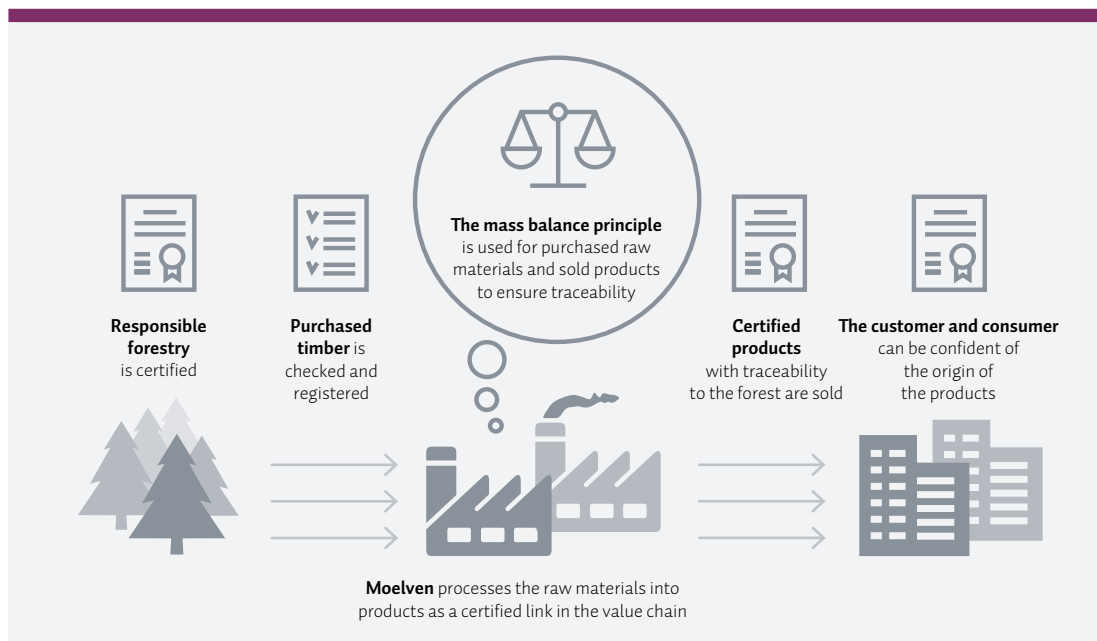 The mass balance principle
is used for purchased raw
materials and sold products
to ensure traceability
Responsible
forestry
is certified
Purchased
timber is
checked and
registered
Certified
products
with traceability
to the forest are sold
The customer and consumer
can be confident of
the origin of
the products
Moelven processes the raw materials into
products as a certified link in the value chain